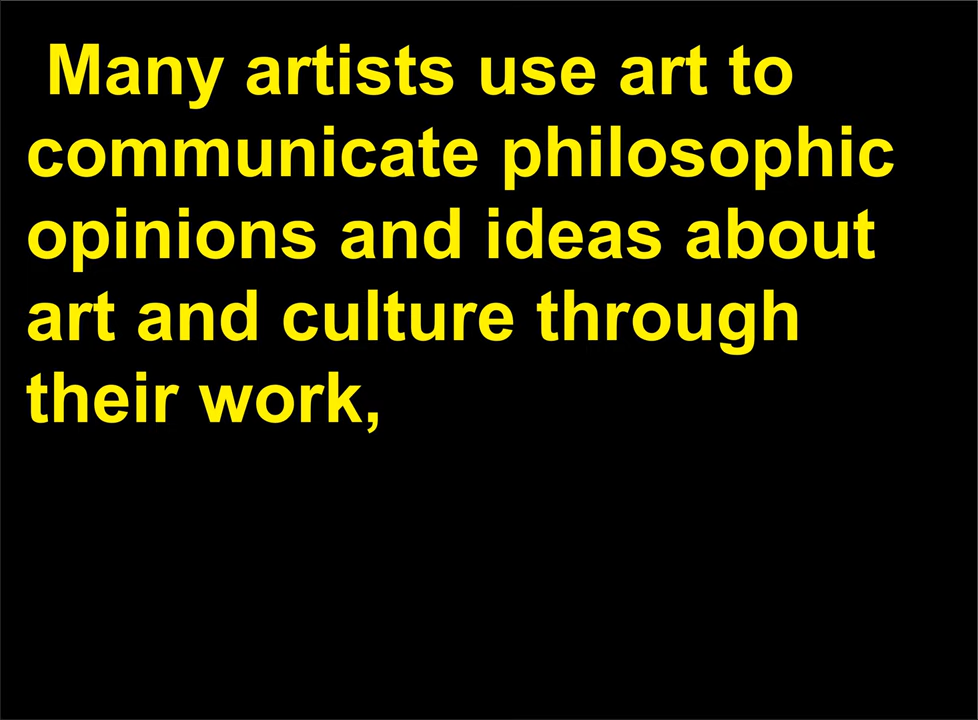 Many artists use art to
communicate philosophic
opinions and ideas about
art and culture through
their work,